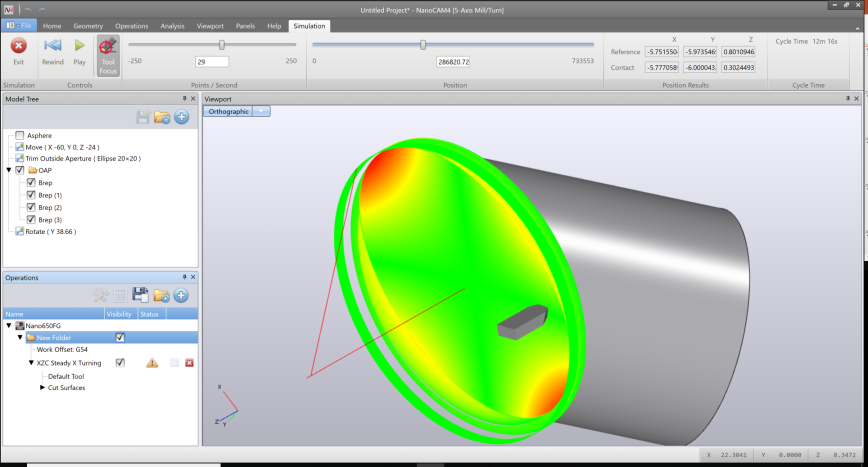 Untitled Project* - NanoCAM4 [5-Axis Mill/Turn]
File Home Geometry Operations Analysis Viewport Panels Help Simulation
Exit Rewind Play Tool Focus
-250 29 250
0 286820.72 733553
X Y Z
Reference -5.751550 -5.973546 0.8010946
Contact -5.777058 -6.000043 0.3024493
Cycle Time 12m 16s
Simulation Controls Points / Second Position Position Results Cycle Time
Model Tree
Asphere
Move ( X -60, Y 0, Z -24 )
Trim Outside Aperture ( Ellipse 20×20 )
OAP
Brep
Brep (1)
Brep (2)
Brep (3)
Rotate ( Y 38.66 )
Operations
Name Visibility Status
Nano650FG
New Folder
Work Offset: G54
XZC Steady X Turning
Default Tool
Cut Surfaces
Viewport
Orthographic
X
Z
Y
X 22.3041 Y 0.0000 Z 8.3472